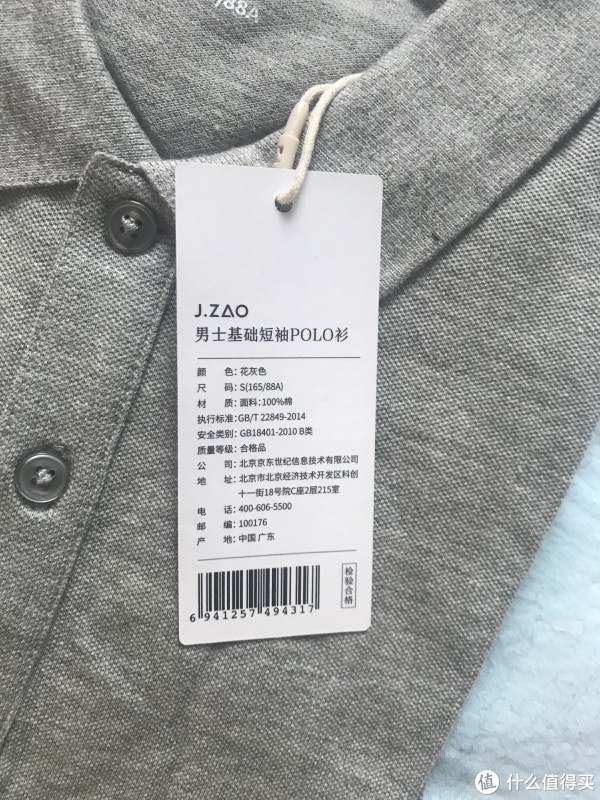 /88A
J.ZAO
男士基础短袖POLO衫
颜 色: 花灰色
尺 码: S(165/88A)
材 质: 面料:100%棉
执行标准: GB/T 22849-2014
安全类别: GB18401-2010 B类
质量等级: 合格品
公 司: 北京京东世纪信息技术有限公司
地 址: 北京市北京经济技术开发区科创
十一街18号院C座2层215室
电 话: 400-606-5500
邮 编: 100176
产 地: 中国 广东
检验合格
6 941257 494317
值 什么值得买